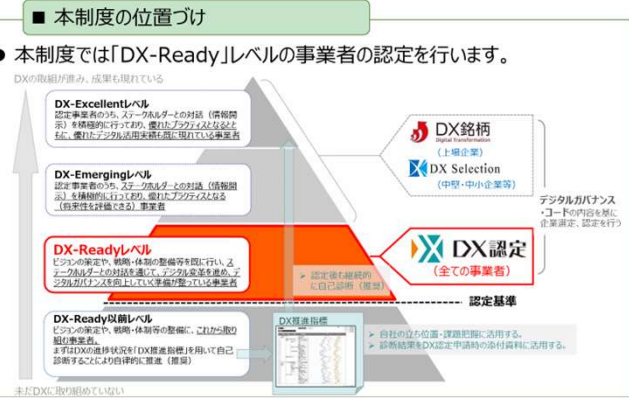 ■ 本制度の位置づけ
● 本制度では「DX-Ready」レベルの事業者の認定を行います。
DXの取組が進み、成果も現れている
DX-Excellentレベル
認定事業者のうち、ステークホルダーとの対話（情報開
示）を積極的に行っており、優れたプラクティスとなるとと
もに、優れたデジタル活用実績も既に現れている事業者
DX-Emergingレベル
認定事業者のうち、ステークホルダーとの対話（情報開
示）を積極的に行っており、優れたプラクティスとなる
（将来性を評価できる）事業者
DX-Readyレベル
ビジョンの策定や、戦略・体制の整備等を既に行い、ス
テークホルダーとの対話を通じて、デジタル変革を進め、デ
ジタルガバナンスを向上していく準備が整っている事業者
DX-Ready以前レベル
ビジョンの策定や、戦略・体制等の整備に、これから取り
組む事業者。
まずはDXの進捗状況を「DX推進指標」を用いて自己
診断することにより自律的に推進（推奨）
未だDXに取り組めていない
➢ 認定後も継続的
に自己診断（推奨）
DX推進指標
DX銘柄
Digital Transformation
（上場企業）
DX Selection
（中堅・中小企業等）
DX認定
（全ての事業者）
デジタルガバナンス
・コードの内容を基に
企業選定、認定を行う
認定基準
➢ 自社の立ち位置・課題把握に活用する。
➢ 診断結果をDX認定申請時の添付資料に活用する。